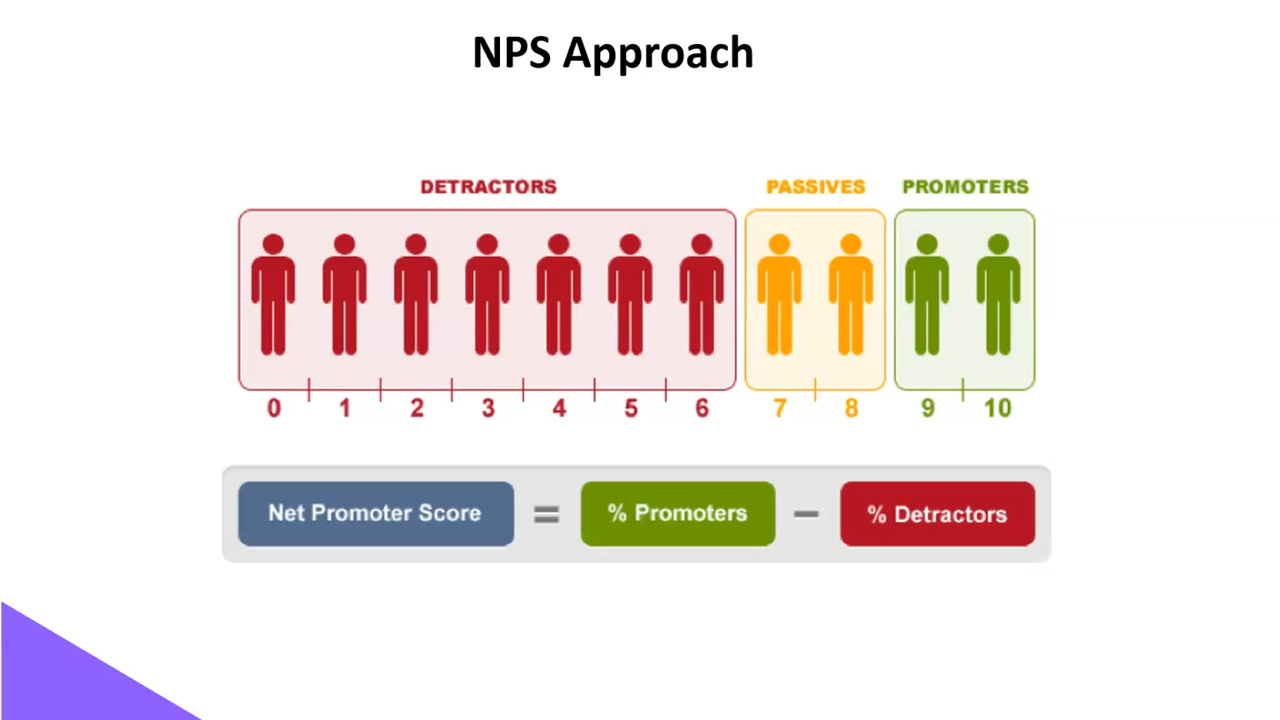 NPS Approach
DETRACTORS PASSIVES PROMOTERS
0 1 2 3 4 5 6 7 8 9 10
Net Promoter Score = % Promoters − % Detractors